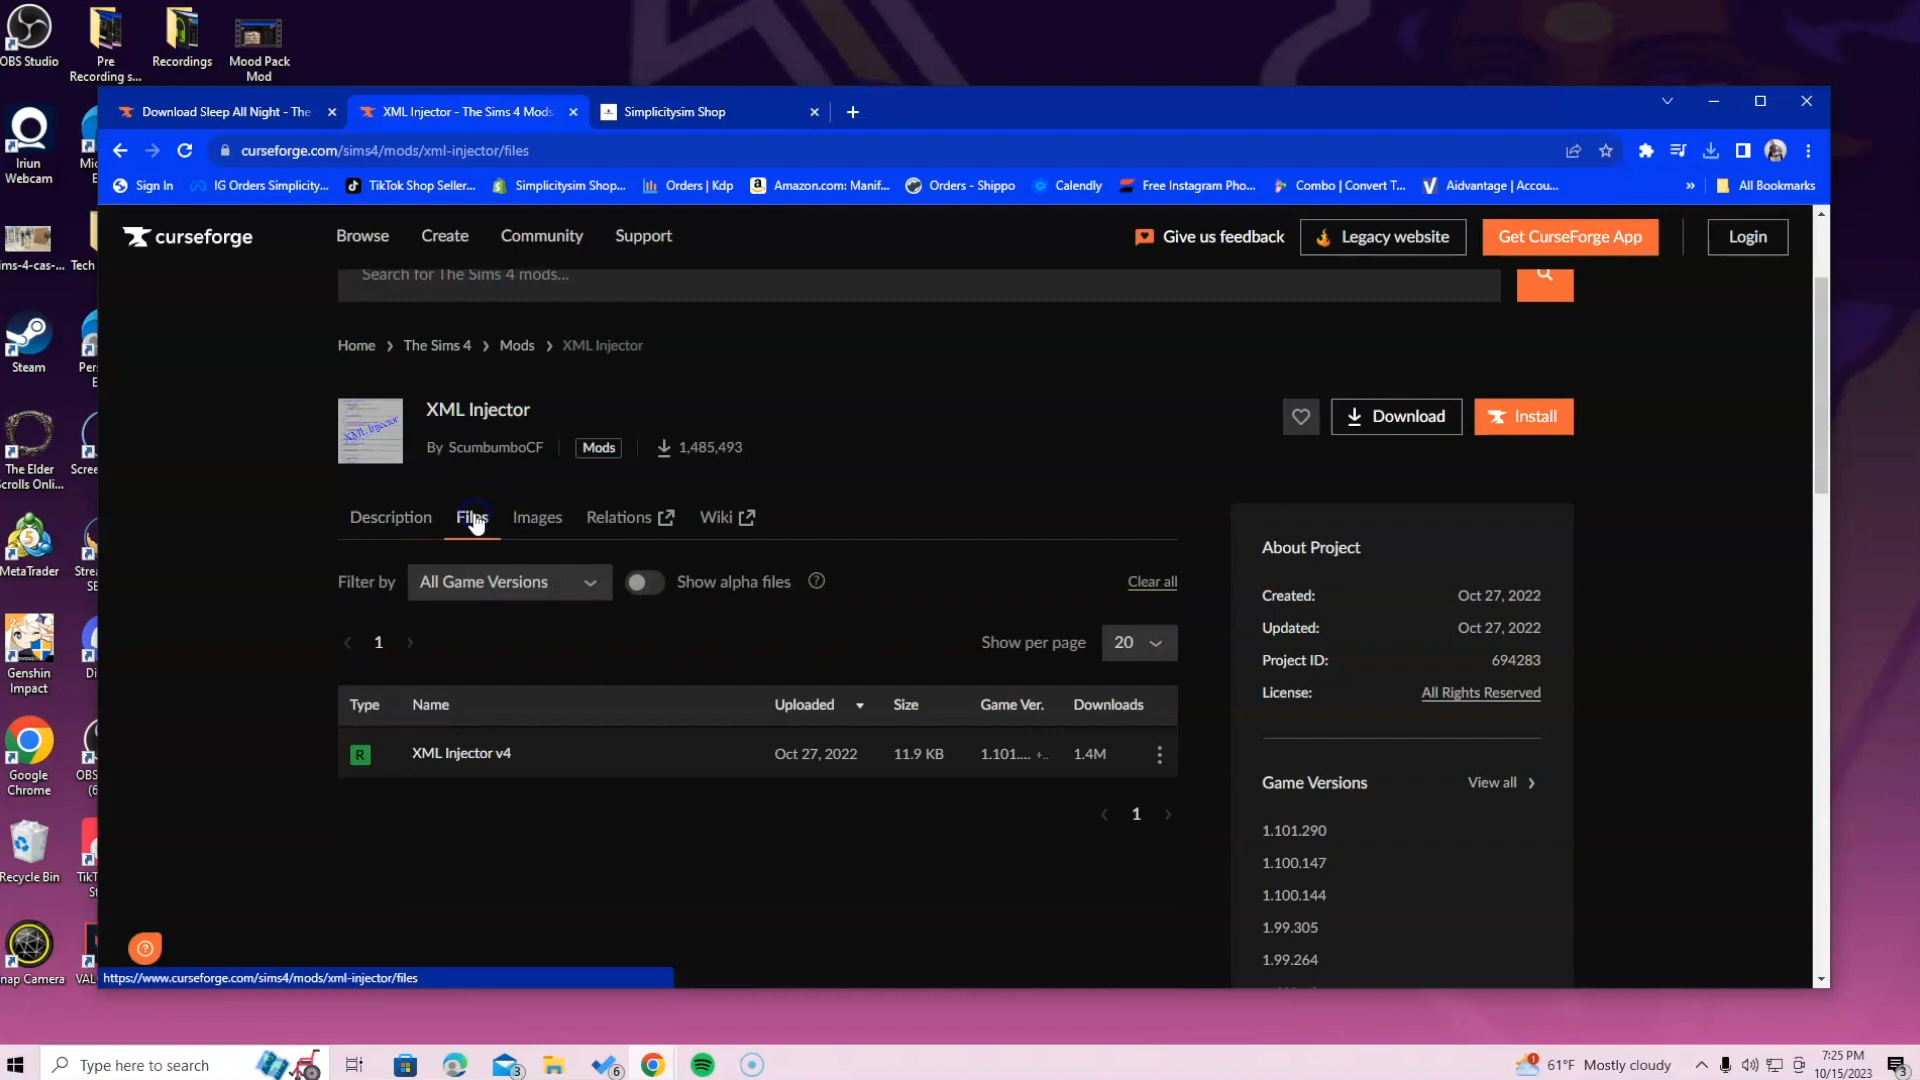 OBS Studio
Pre
Recording s...
Recordings
Mood Pack
Mod
Iriun
Webcam
Steam
The Elder
Scrolls Onli...
MetaTrader
Genshin
Impact
Google
Chrome
Recycle Bin
Download Sleep All Night - The
XML Injector - The Sims 4 Mods
Simplicitysim Shop
curseforge.com/sims4/mods/xml-injector/files
Sign In
IG Orders Simplicity...
TikTok Shop Seller...
Simplicitysim Shop...
Orders | Kdp
Amazon.com: Manif...
Orders - Shippo
Calendly
Free Instagram Pho...
Combo | Convert T...
Aidvantage | Accou...
»
All Bookmarks
curseforge
Browse
Create
Community
Support
Give us feedback
Legacy website
Get CurseForge App
Login
Search for The Sims 4 mods...
Home > The Sims 4 > Mods > XML Injector
XML Injector
XML Injector
By ScumbumboCF
Mods
1,485,493
Download
Install
Description
Files
Images
Relations
Wiki
Filter by
All Game Versions
Show alpha files
Clear all
1
Show per page
20
Type Name Uploaded Size Game Ver. Downloads
R XML Injector v4 Oct 27, 2022 11.9 KB 1.101.... +.. 1.4M
1
About Project
Created: Oct 27, 2022
Updated: Oct 27, 2022
Project ID: 694283
License: All Rights Reserved
Game Versions View all
1.101.290
1.100.147
1.100.144
1.99.305
1.99.264
https://www.curseforge.com/sims4/mods/xml-injector/files
Type here to search
3
6
61°F Mostly cloudy
7:25 PM
10/15/2023
3